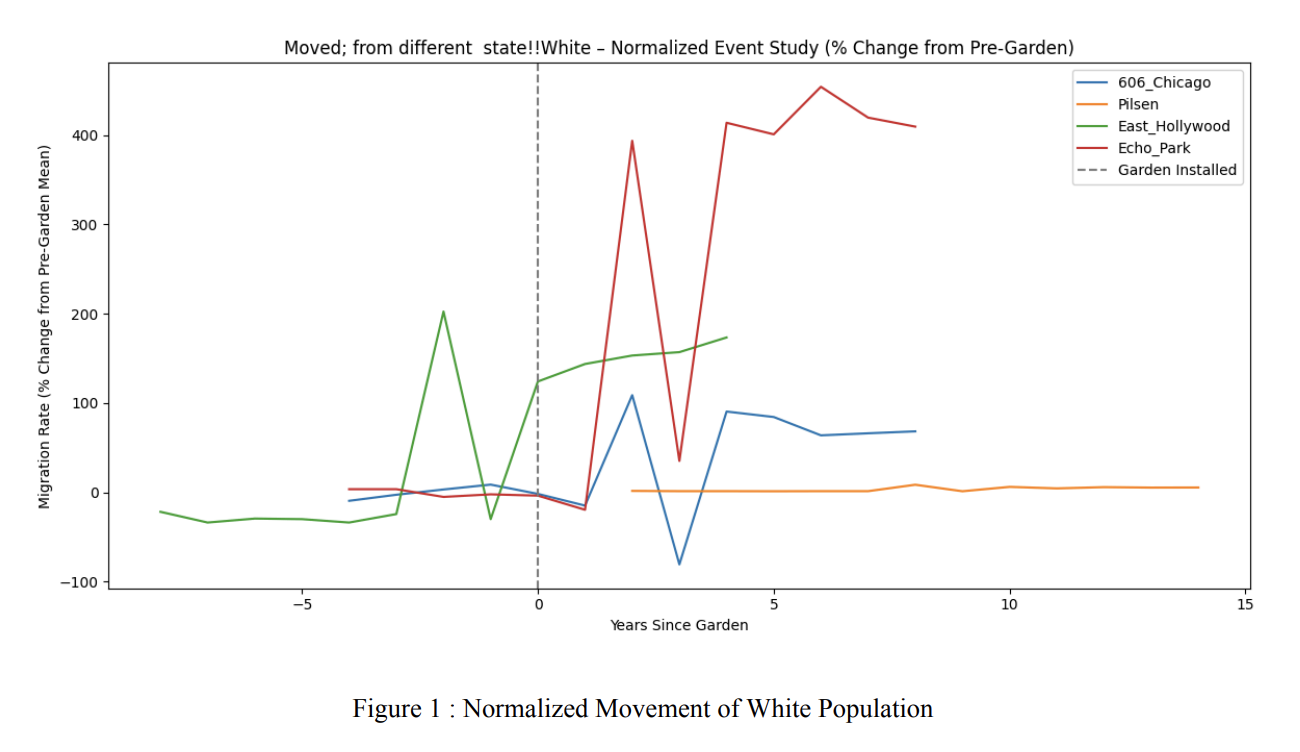 Moved; from different  state!!White – Normalized Event Study (% Change from Pre-Garden)
606_Chicago
Pilsen
East_Hollywood
Echo_Park
Garden Installed
Migration Rate (% Change from Pre-Garden Mean)
400
300
200
100
0
−100
−5
0
5
10
15
Years Since Garden
Figure 1 : Normalized Movement of White Population